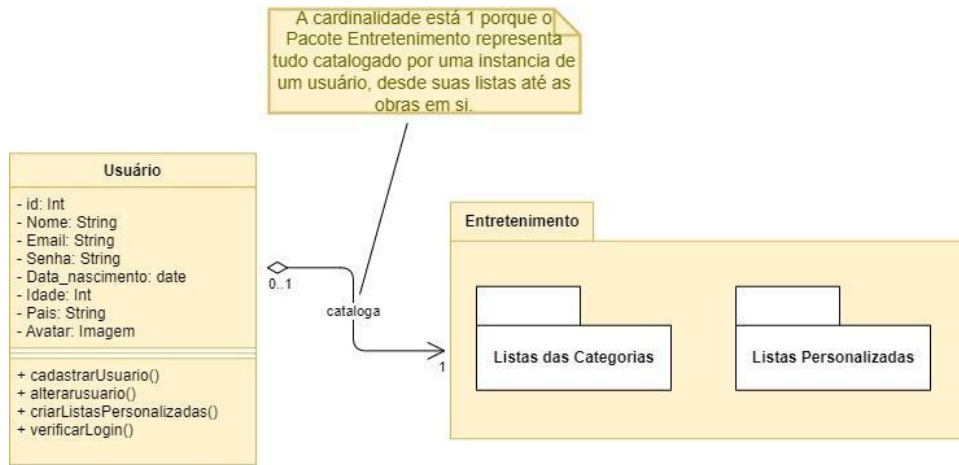 A cardinalidade está 1 porque o
Pacote Entretenimento representa
tudo catalogado por uma instancia de
um usuário, desde suas listas até as
obras em si.
Usuário
- id: Int
- Nome: String
- Email: String
- Senha: String
- Data_nascimento: date
- Idade: Int
- Pais: String
- Avatar: Imagem
+ cadastrarUsuario()
+ alterarusuario()
+ criarListasPersonalizadas()
+ verificarLogin()
0..1
cataloga
1
Entretenimento
Listas das Categorias
Listas Personalizadas